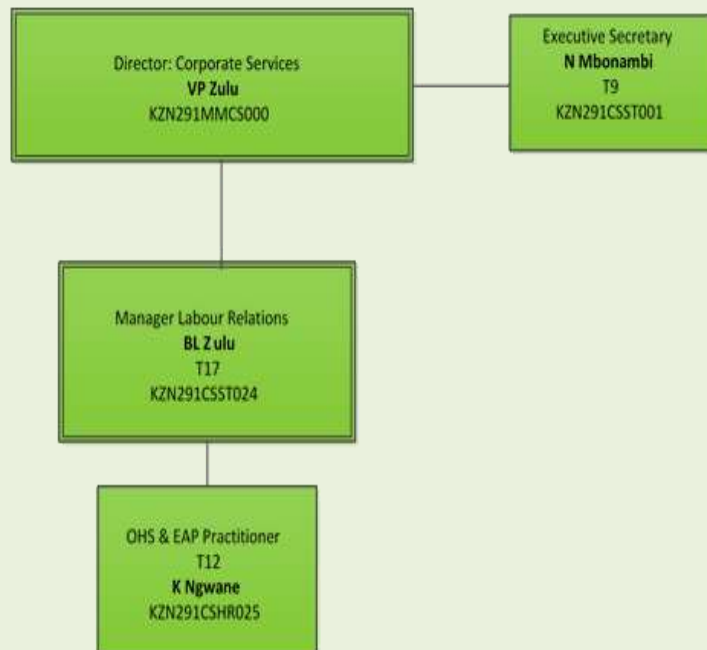 Director: Corporate Services
VP Zulu
KZN291MMCS000
Executive Secretary
N Mbonambi
T9
KZN291CSST001
Manager Labour Relations
BL Zulu
T17
KZN291CSST024
OHS & EAP Practitioner
T12
K Ngwane
KZN291CSHR025